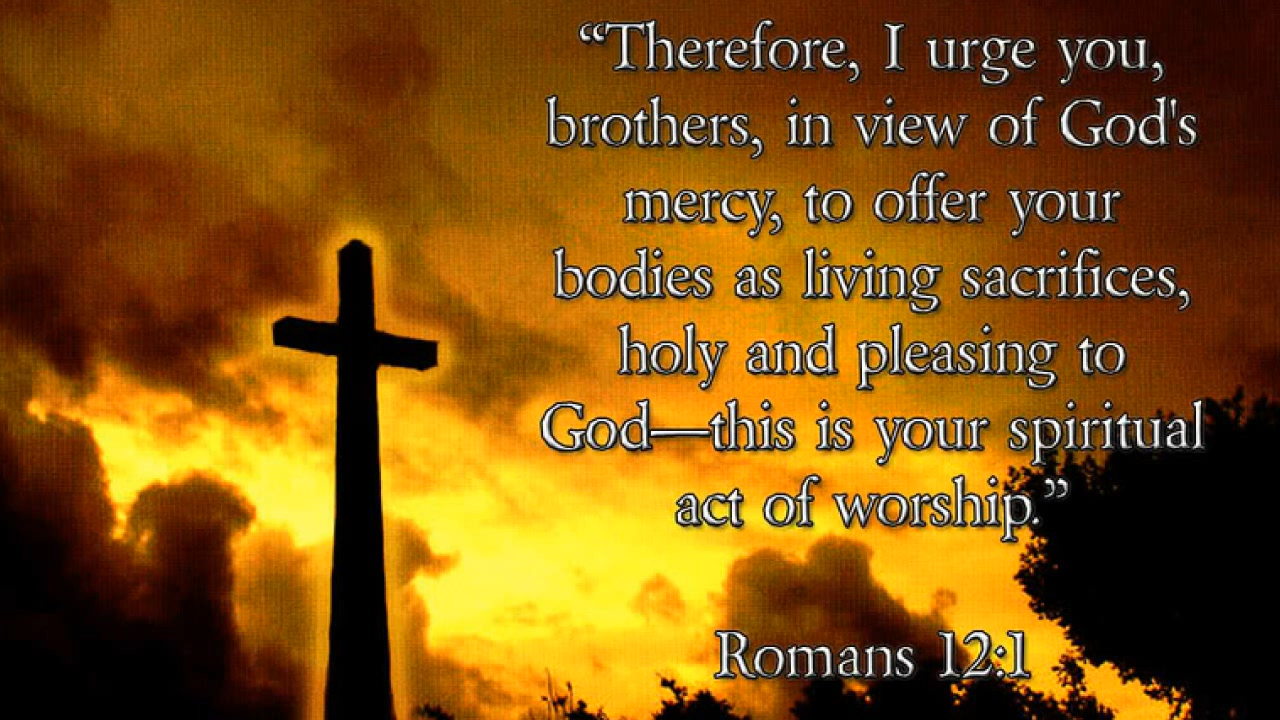 “Therefore, I urge you,
brothers, in view of God's
mercy, to offer your
bodies as living sacrifices,
holy and pleasing to
God—this is your spiritual
act of worship.”
Romans 12:1